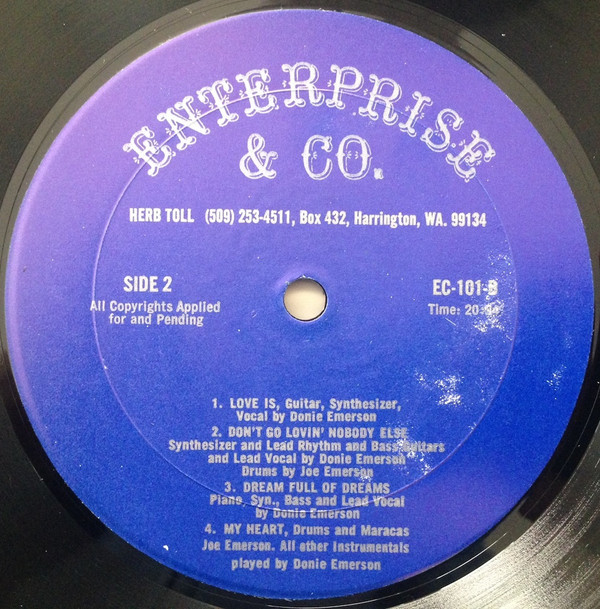 ENTERPRISE
& CO.
HERB TOLL (509) 253-4511, Box 432, Harrington, WA. 99134
SIDE 2
EC-101-B
All Copyrights Applied
for and Pending
Time: 20:34
1. LOVE IS, Guitar, Synthesizer,
Vocal by Donie Emerson
2. DON'T GO LOVIN' NOBODY ELSE
Synthesizer and Lead Rhythm and Bass Guitars
and Lead Vocal by Donie Emerson
Drums by Joe Emerson
3. DREAM FULL OF DREAMS
Piano, Syn., Bass and Lead Vocal
by Donie Emerson
4. MY HEART, Drums and Maracas
Joe Emerson. All other Instrumentals
played by Donie Emerson